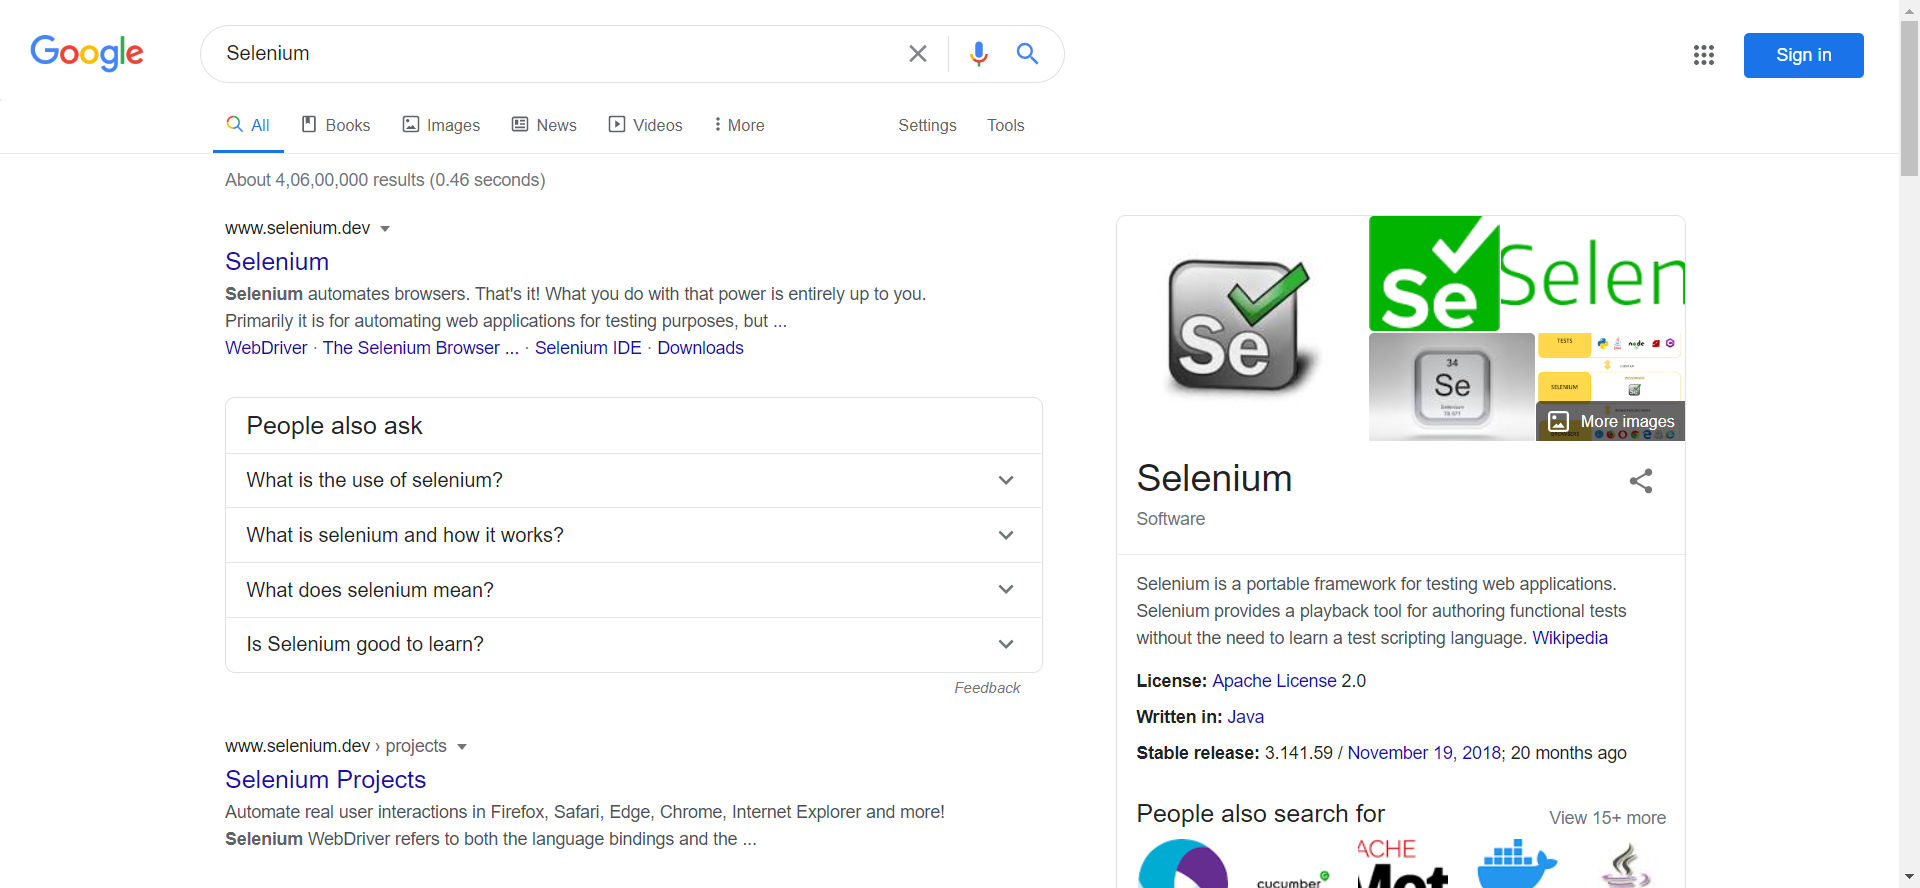 Google
Selenium
Sign in
All
Books
Images
News
Videos
More
Settings
Tools
About 4,06,00,000 results (0.46 seconds)
www.selenium.dev
Selenium
Selenium automates browsers. That's it! What you do with that power is entirely up to you.
Primarily it is for automating web applications for testing purposes, but ...
WebDriver · The Selenium Browser ... · Selenium IDE · Downloads
People also ask
What is the use of selenium?
What is selenium and how it works?
What does selenium mean?
Is Selenium good to learn?
Feedback
www.selenium.dev › projects
Selenium Projects
Automate real user interactions in Firefox, Safari, Edge, Chrome, Internet Explorer and more!
Selenium WebDriver refers to both the language bindings and the ...
Se
Se
Selen
34
Se
Selenium
TESTS
node
SELENIUM
More images
Selenium
Software
Selenium is a portable framework for testing web applications.
Selenium provides a playback tool for authoring functional tests
without the need to learn a test scripting language. Wikipedia
License: Apache License 2.0
Written in: Java
Stable release: 3.141.59 / November 19, 2018; 20 months ago
People also search for
View 15+ more
cucumber
ACHE